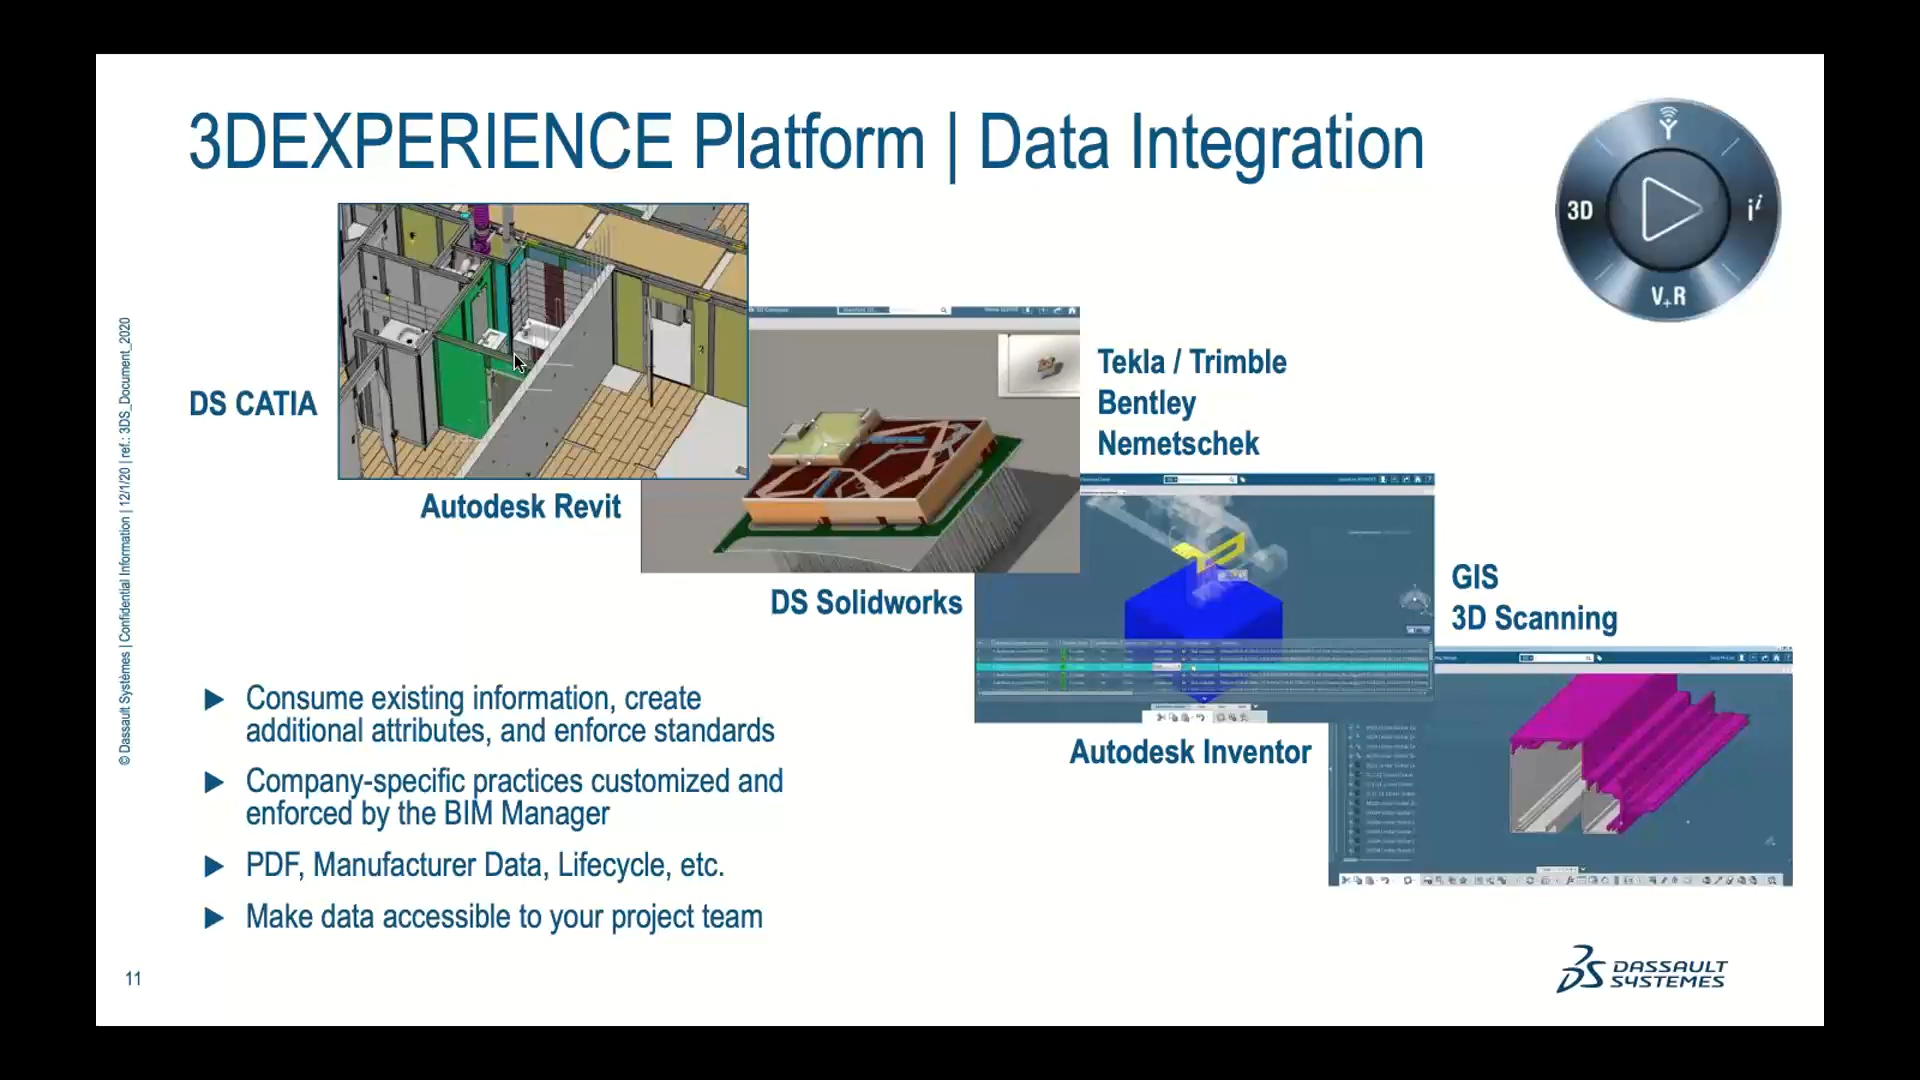 3DEXPERIENCE Platform | Data Integration
3D
i
V+R
DS CATIA
Autodesk Revit
Tekla / Trimble
Bentley
Nemetschek
DS Solidworks
GIS
3D Scanning
Autodesk Inventor
Consume existing information, create
additional attributes, and enforce standards
Company-specific practices customized and
enforced by the BIM Manager
PDF, Manufacturer Data, Lifecycle, etc.
Make data accessible to your project team
© Dassault Systèmes | Confidential Information | 12/1/20 | ref.: 3DS_Document_2020
11
DASSAULT
SYSTEMES